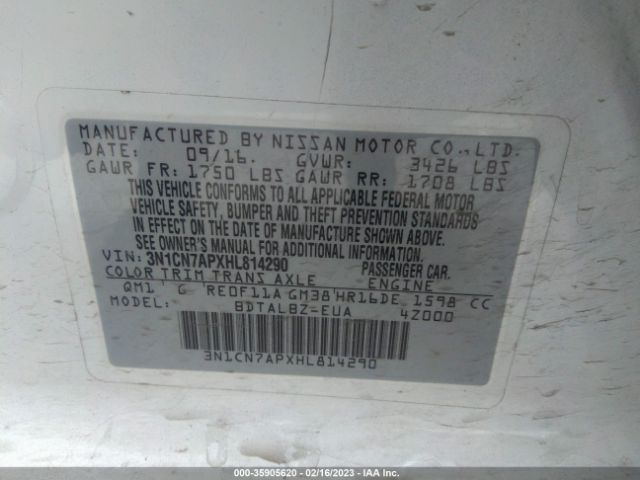 MANUFACTURED BY NISSAN MOTOR CO., LTD.
DATE: 09/16. GVWR: 3426 LBS
GAWR FR: 1750 LBS GAWR RR: 1708 LBS
THIS VEHICLE CONFORMS TO ALL APPLICABLE FEDERAL MOTOR
VEHICLE SAFETY, BUMPER AND THEFT PREVENTION STANDARDS
IN EFFECT ON THE DATE OF MANUFACTURE SHOWN ABOVE.
SEE OWNER'S MANUAL FOR ADDITIONAL INFORMATION
VIN: 3N1CN7APXHL814290 PASSENGER CAR.
COLOR TRIM TRANS AXLE ENGINE
QM1 G RE0F11A GM38 HR16DE 1598 CC
MODEL: BDTALBZ-EUA 4Z000
3N1CN7APXHL814290
000-35905620 - 02/16/2023 - IAA Inc.